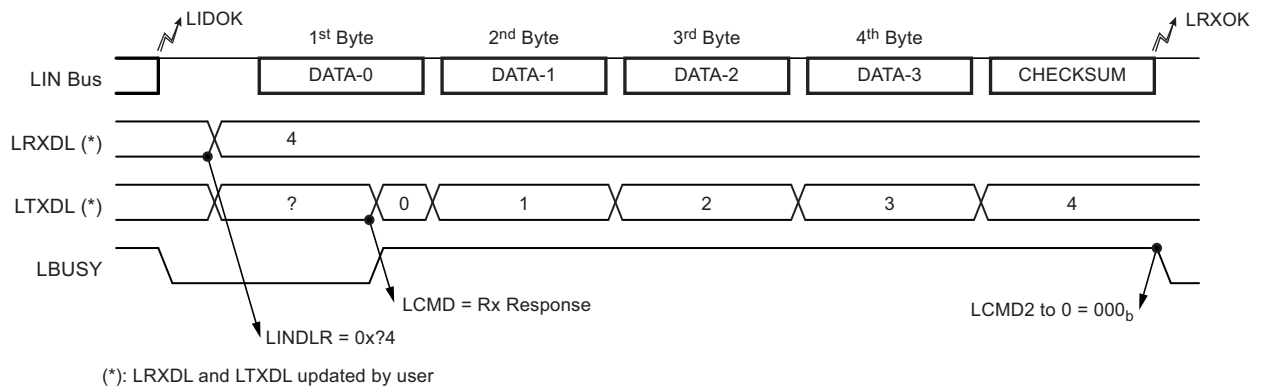 LIDOK
LRXOK
1st Byte 2nd Byte 3rd Byte 4th Byte
LIN Bus DATA-0 DATA-1 DATA-2 DATA-3 CHECKSUM
LRXDL (*) 4
LTXDL (*) ? 0 1 2 3 4
LBUSY
LCMD = Rx Response
LCMD2 to 0 = 000b
LINDLR = 0x?4
(*): LRXDL and LTXDL updated by user